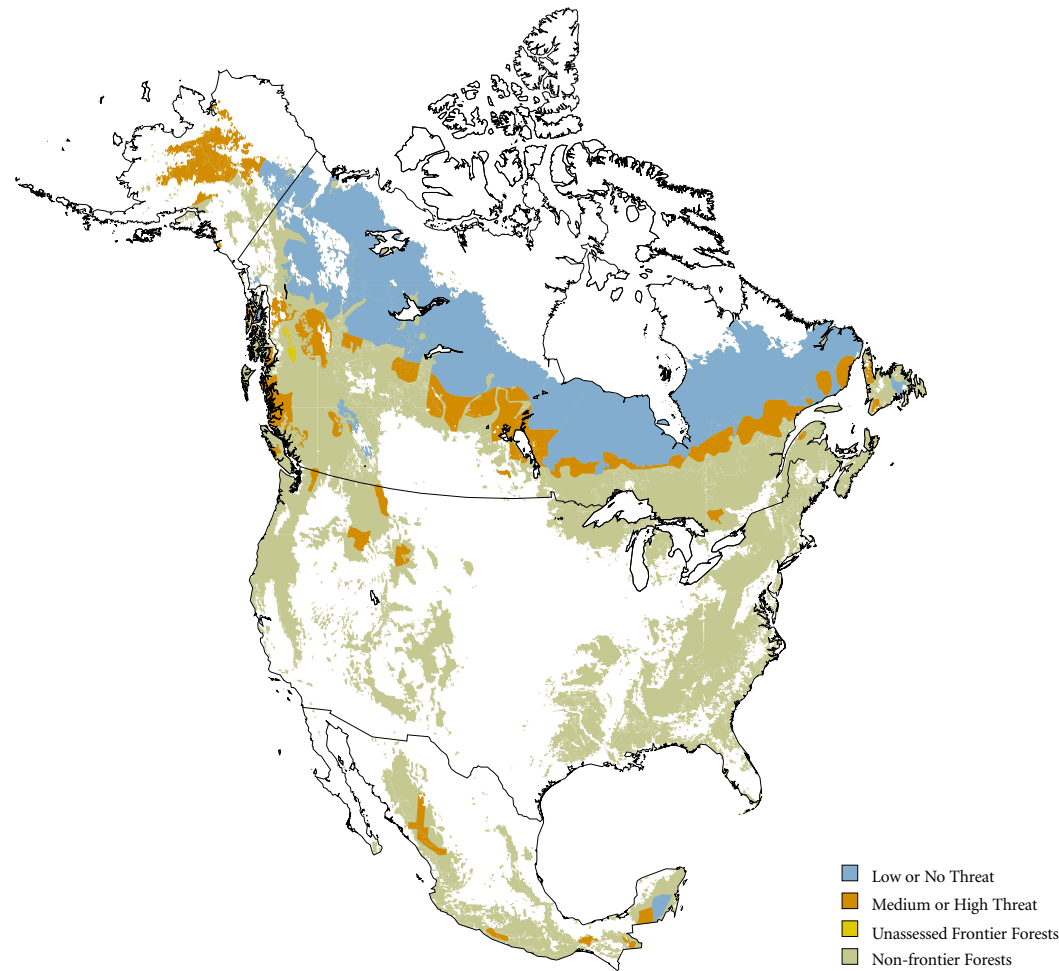 Low or No Threat
Medium or High Threat
Unassessed Frontier Forests
Non-frontier Forests